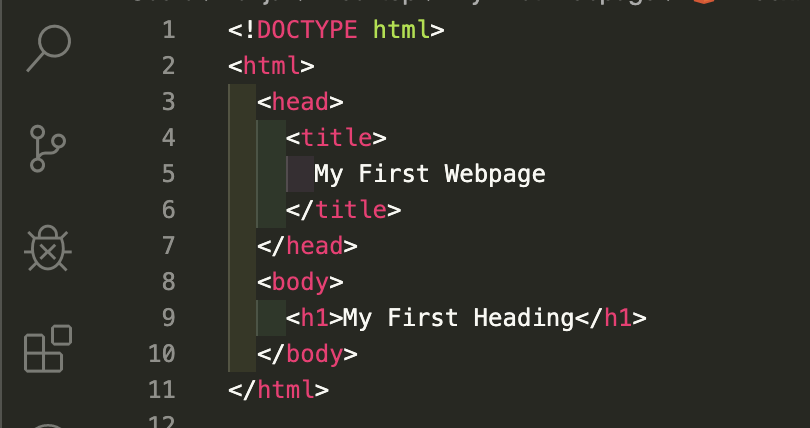 1 <!DOCTYPE html>
2 <html>
3 <head>
4 <title>
5 My First Webpage
6 </title>
7 </head>
8 <body>
9 <h1>My First Heading</h1>
10 </body>
11 </html>
12